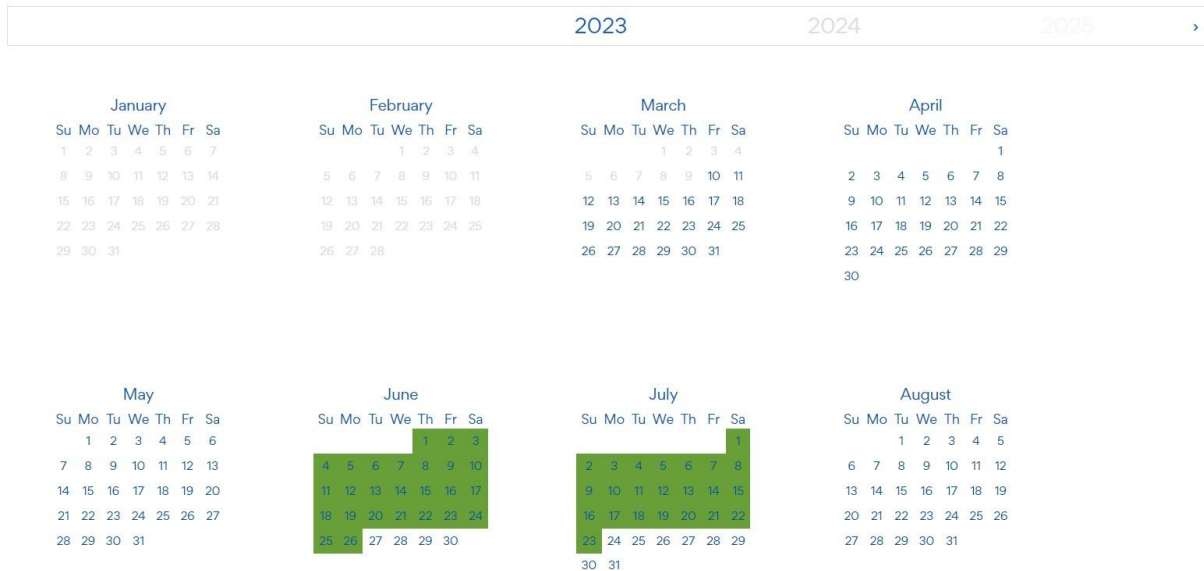 2023 2024 2025 ›
January February March April
Su Mo Tu We Th Fr Sa Su Mo Tu We Th Fr Sa Su Mo Tu We Th Fr Sa Su Mo Tu We Th Fr Sa
1 2 3 4 5 6 7 1 2 3 4 1 2 3 4 1
8 9 10 11 12 13 14 5 6 7 8 9 10 11 5 6 7 8 9 10 11 2 3 4 5 6 7 8
15 16 17 18 19 20 21 12 13 14 15 16 17 18 12 13 14 15 16 17 18 9 10 11 12 13 14 15
22 23 24 25 26 27 28 19 20 21 22 23 24 25 19 20 21 22 23 24 25 16 17 18 19 20 21 22
29 30 31 26 27 28 26 27 28 29 30 31 23 24 25 26 27 28 29
30
May June July August
Su Mo Tu We Th Fr Sa Su Mo Tu We Th Fr Sa Su Mo Tu We Th Fr Sa Su Mo Tu We Th Fr Sa
1 2 3 4 5 6 1 2 3 1 1 2 3 4 5
7 8 9 10 11 12 13 4 5 6 7 8 9 10 2 3 4 5 6 7 8 6 7 8 9 10 11 12
14 15 16 17 18 19 20 11 12 13 14 15 16 17 9 10 11 12 13 14 15 13 14 15 16 17 18 19
21 22 23 24 25 26 27 18 19 20 21 22 23 24 16 17 18 19 20 21 22 20 21 22 23 24 25 26
28 29 30 31 25 26 27 28 29 30 23 24 25 26 27 28 29 27 28 29 30 31
30 31